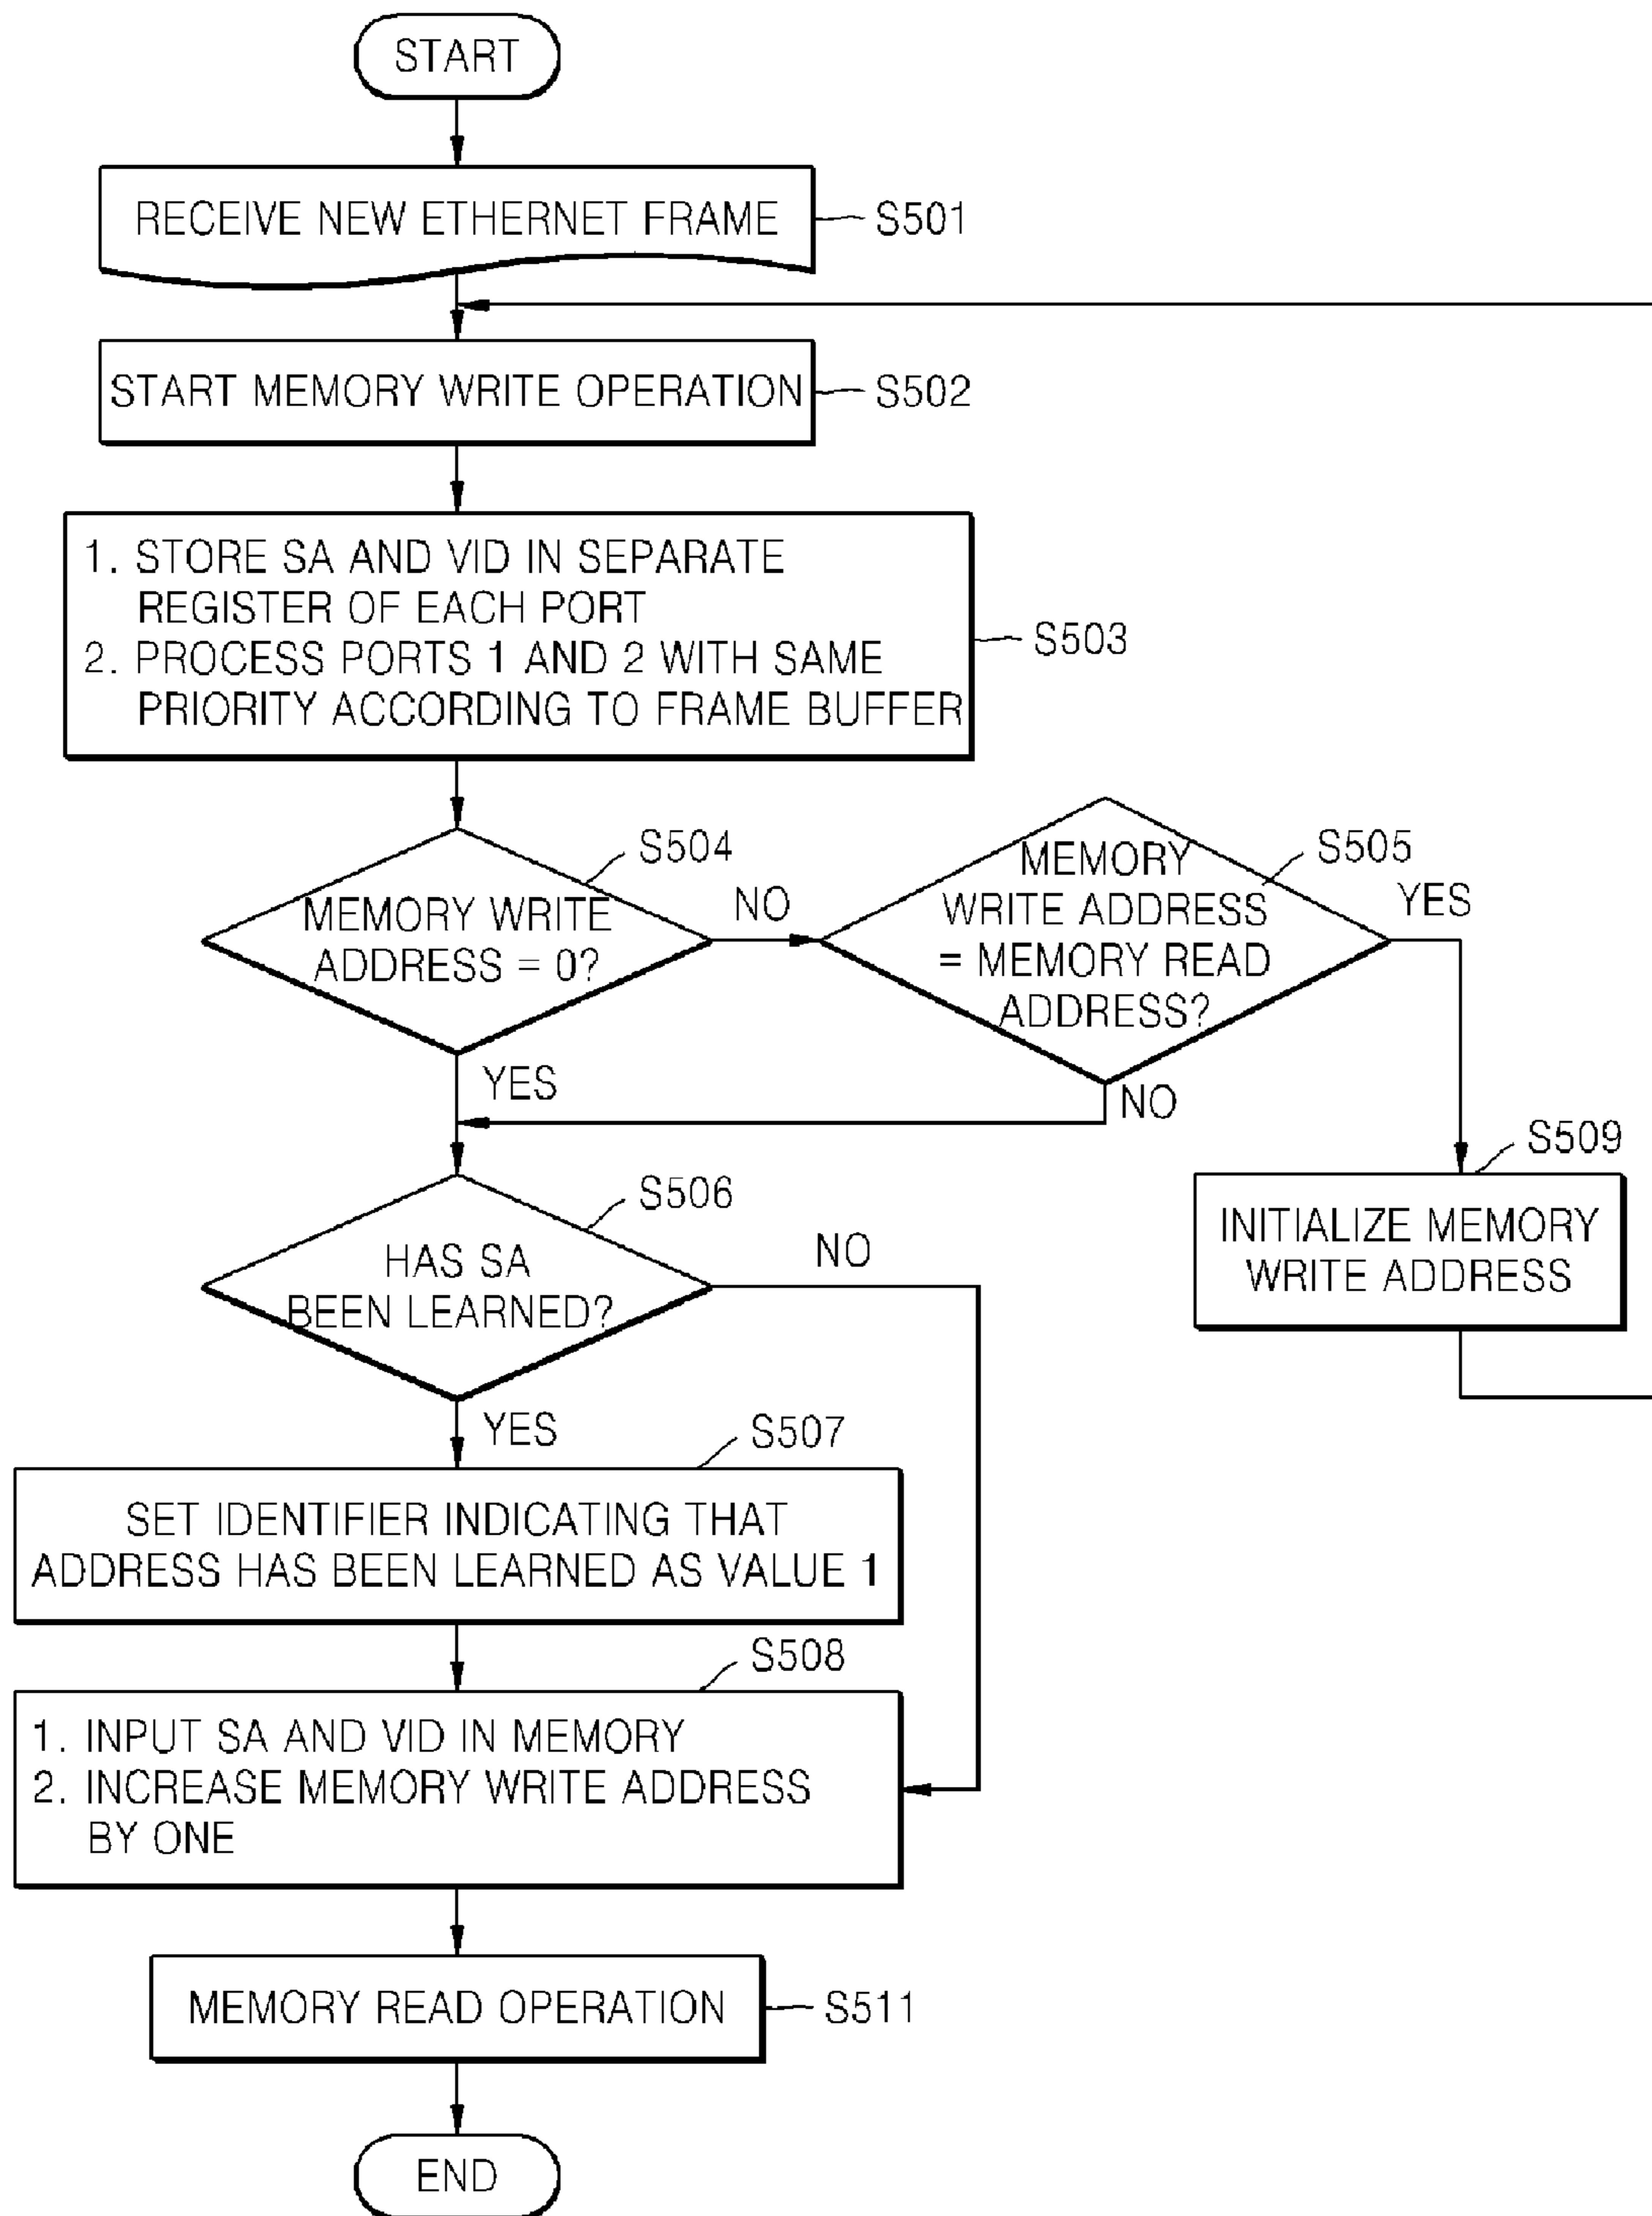 START
RECEIVE NEW ETHERNET FRAME
S501
START MEMORY WRITE OPERATION
S502
1. STORE SA AND VID IN SEPARATE
REGISTER OF EACH PORT
2. PROCESS PORTS 1 AND 2 WITH SAME
PRIORITY ACCORDING TO FRAME BUFFER
S503
S504
MEMORY WRITE
ADDRESS = 0?
NO
YES
S505
MEMORY
WRITE ADDRESS
= MEMORY READ
ADDRESS?
YES
NO
S509
INITIALIZE MEMORY
WRITE ADDRESS
S506
HAS SA
BEEN LEARNED?
NO
YES
S507
SET IDENTIFIER INDICATING THAT
ADDRESS HAS BEEN LEARNED AS VALUE 1
S508
1. INPUT SA AND VID IN MEMORY
2. INCREASE MEMORY WRITE ADDRESS
BY ONE
MEMORY READ OPERATION
S511
END